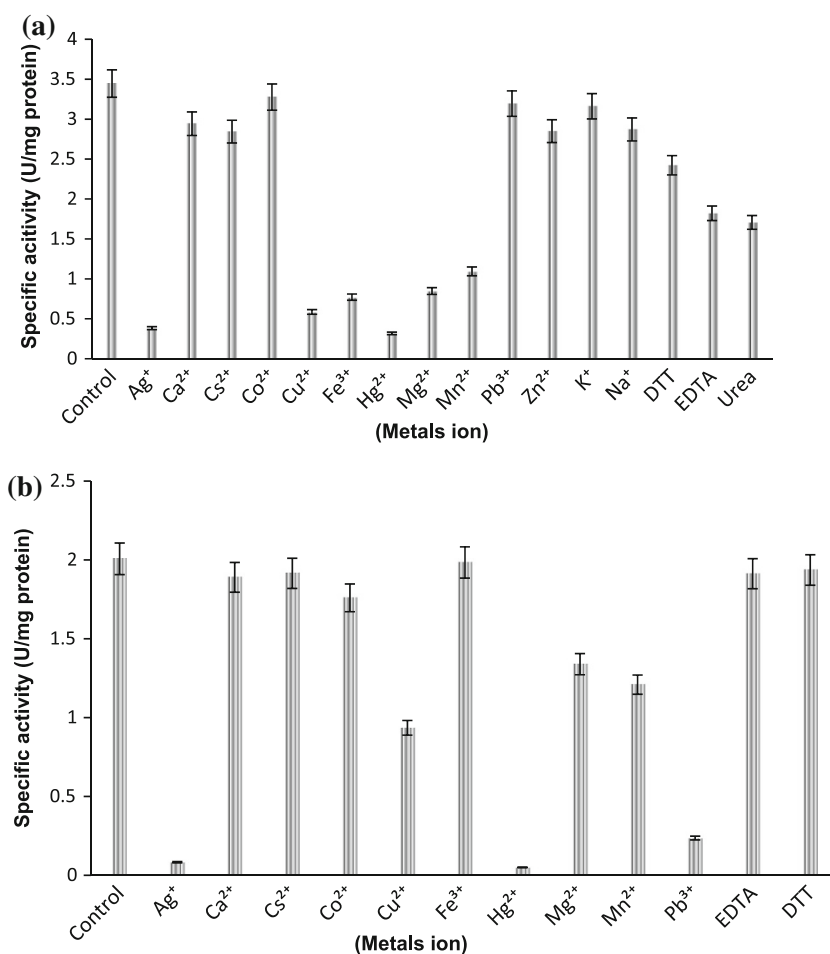 (a)
4
3.5
3
2.5
2
1.5
1
0.5
0
Specific acitivity (U/mg protein)
Control Ag⁺ Ca²⁺ Cs²⁺ Co²⁺ Cu²⁺ Fe³⁺ Hg²⁺ Mg²⁺ Mn²⁺ Pb³⁺ Zn²⁺ K⁺ Na⁺ DTT EDTA Urea
(Metals ion)
(b)
2.5
2
1.5
1
0.5
0
Specific activity (U/mg protein)
Control Ag⁺ Ca²⁺ Cs²⁺ Co²⁺ Cu²⁺ Fe³⁺ Hg²⁺ Mg²⁺ Mn²⁺ Pb³⁺ EDTA DTT
(Metals ion)